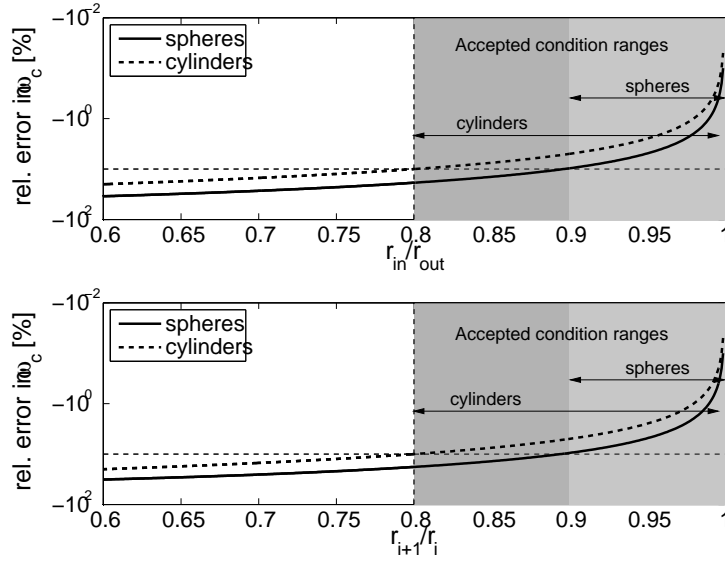 -10^-2
-10^0
-10^2
rel. error in ω_c [%]
spheres
cylinders
Accepted condition ranges
spheres
cylinders
0.6 0.65 0.7 0.75 0.8 0.85 0.9 0.95 1
r_in/r_out
-10^-2
-10^0
-10^2
rel. error in ω_c [%]
spheres
cylinders
Accepted condition ranges
spheres
cylinders
0.6 0.65 0.7 0.75 0.8 0.85 0.9 0.95 1
r_i+1/r_i